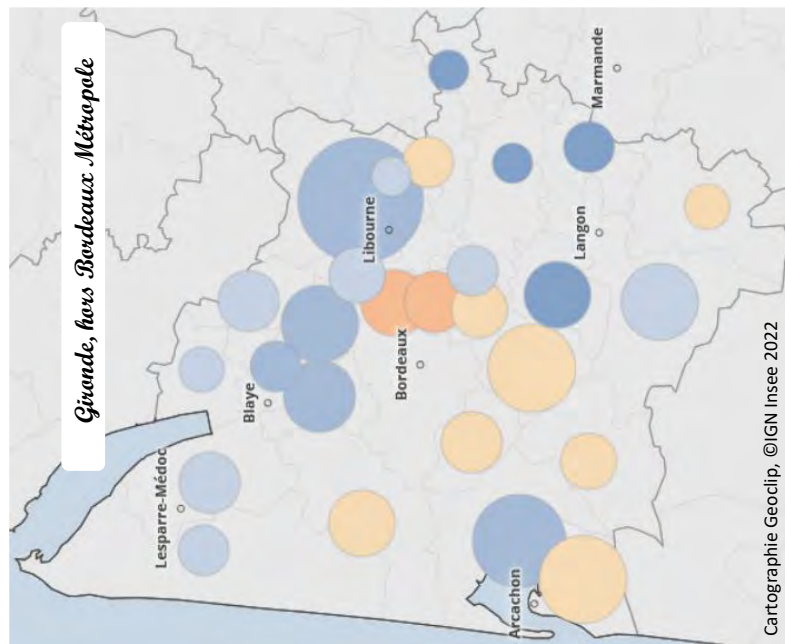 Gironde, hors Bordeaux Métropole
Lesparre-Médoc
Blaye
Libourne
Bordeaux
Arcachon
Langon
Marmande
Cartographie Geoclip, ©IGN Insee 2022